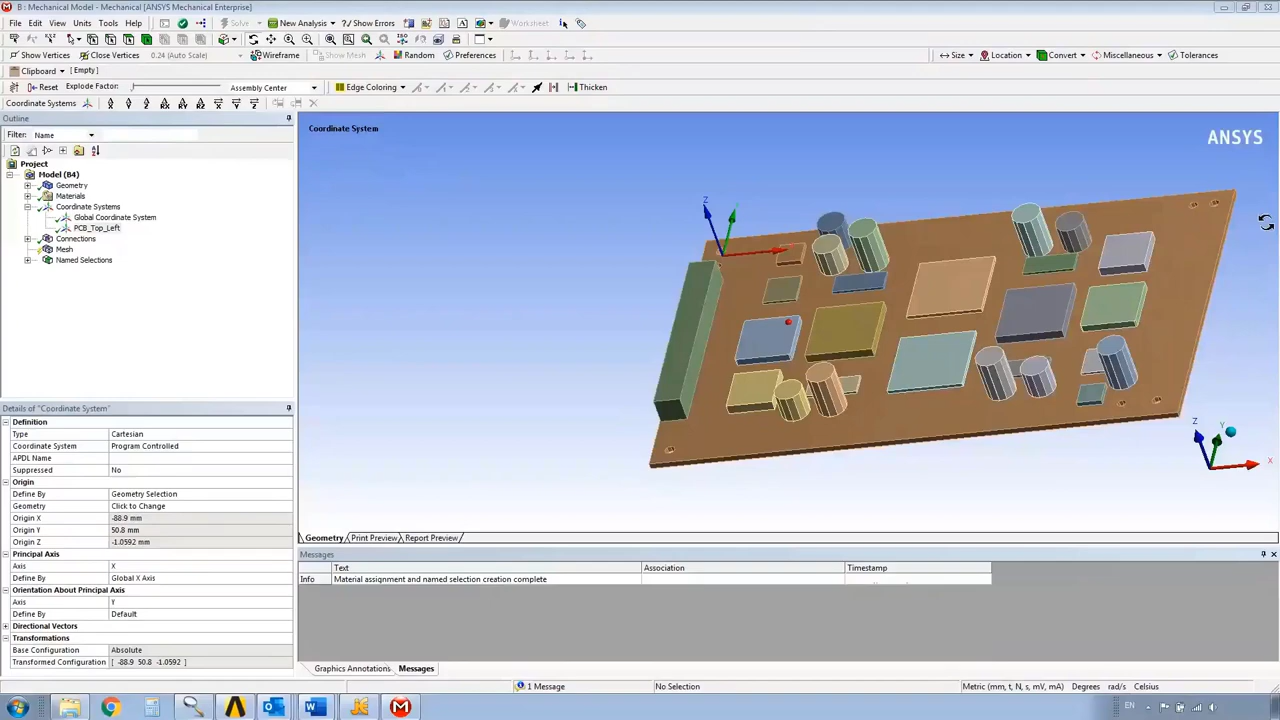 B : Mechanical Model - Mechanical [ANSYS Mechanical Enterprise]
File Edit View Units Tools Help Solve New Analysis Show Errors Worksheet
Show Vertices Close Vertices 0.24 (Auto Scale) Wireframe Show Mesh Random Preferences Size Location Convert Miscellaneous Tolerances
Clipboard [ Empty ]
Reset Explode Factor: Assembly Center Edge Coloring Thicken
Coordinate Systems
Outline
Filter: Name
Project
Model (B4)
Geometry
Materials
Coordinate Systems
Global Coordinate System
PCB_Top_Left
Connections
Mesh
Named Selections
Details of "Coordinate System"
Definition
Type Cartesian
Coordinate System Program Controlled
APDL Name
Suppressed No
Origin
Define By Geometry Selection
Geometry Click to Change
Origin X -88.9 mm
Origin Y 50.8 mm
Origin Z -1.0592 mm
Principal Axis
Axis X
Define By Global X Axis
Orientation About Principal Axis
Axis Y
Define By Default
Directional Vectors
Transformations
Base Configuration Absolute
Transformed Configuration [ -88.9 50.8 -1.0592 ]
Coordinate System
ANSYS
Z
Z
Y
X
Geometry Print Preview Report Preview
Messages
Text Association Timestamp
Info Material assignment and named selection creation complete
Graphics Annotations Messages
1 Message No Selection Metric (mm, t, N, s, mV, mA) Degrees rad/s Celsius
EN